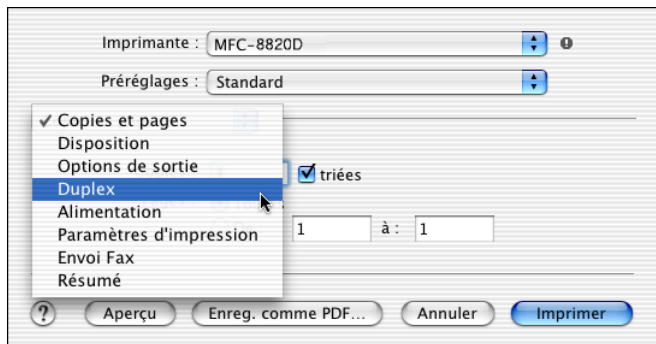 Imprimante : MFC-8820D
Préréglages : Standard
✓ Copies et pages
Disposition
Options de sortie
triées
Duplex
Alimentation
Paramètres d'impression
1 à : 1
Envoi Fax
Résumé
? Aperçu Enreg. comme PDF... Annuler Imprimer